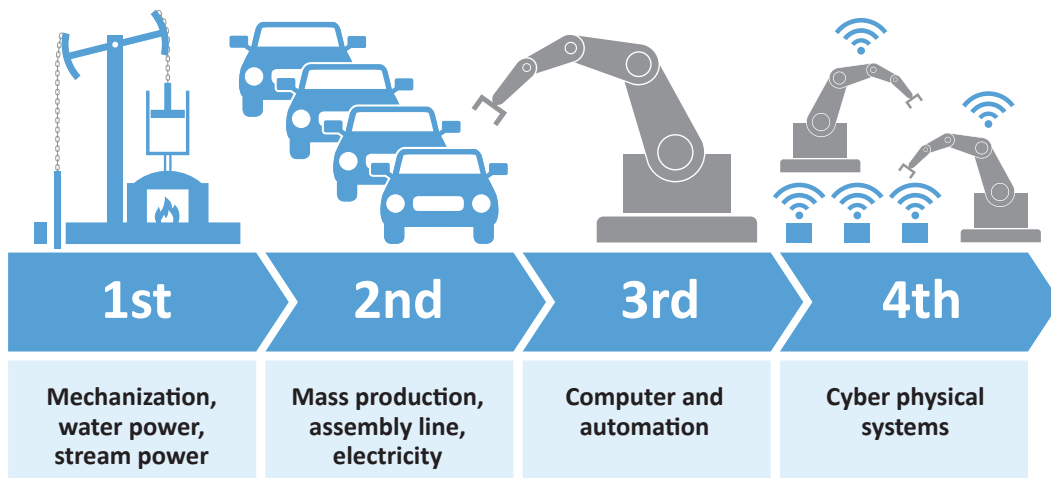 1st
2nd
3rd
4th
Mechanization,
water power,
stream power
Mass production,
assembly line,
electricity
Computer and
automation
Cyber physical
systems